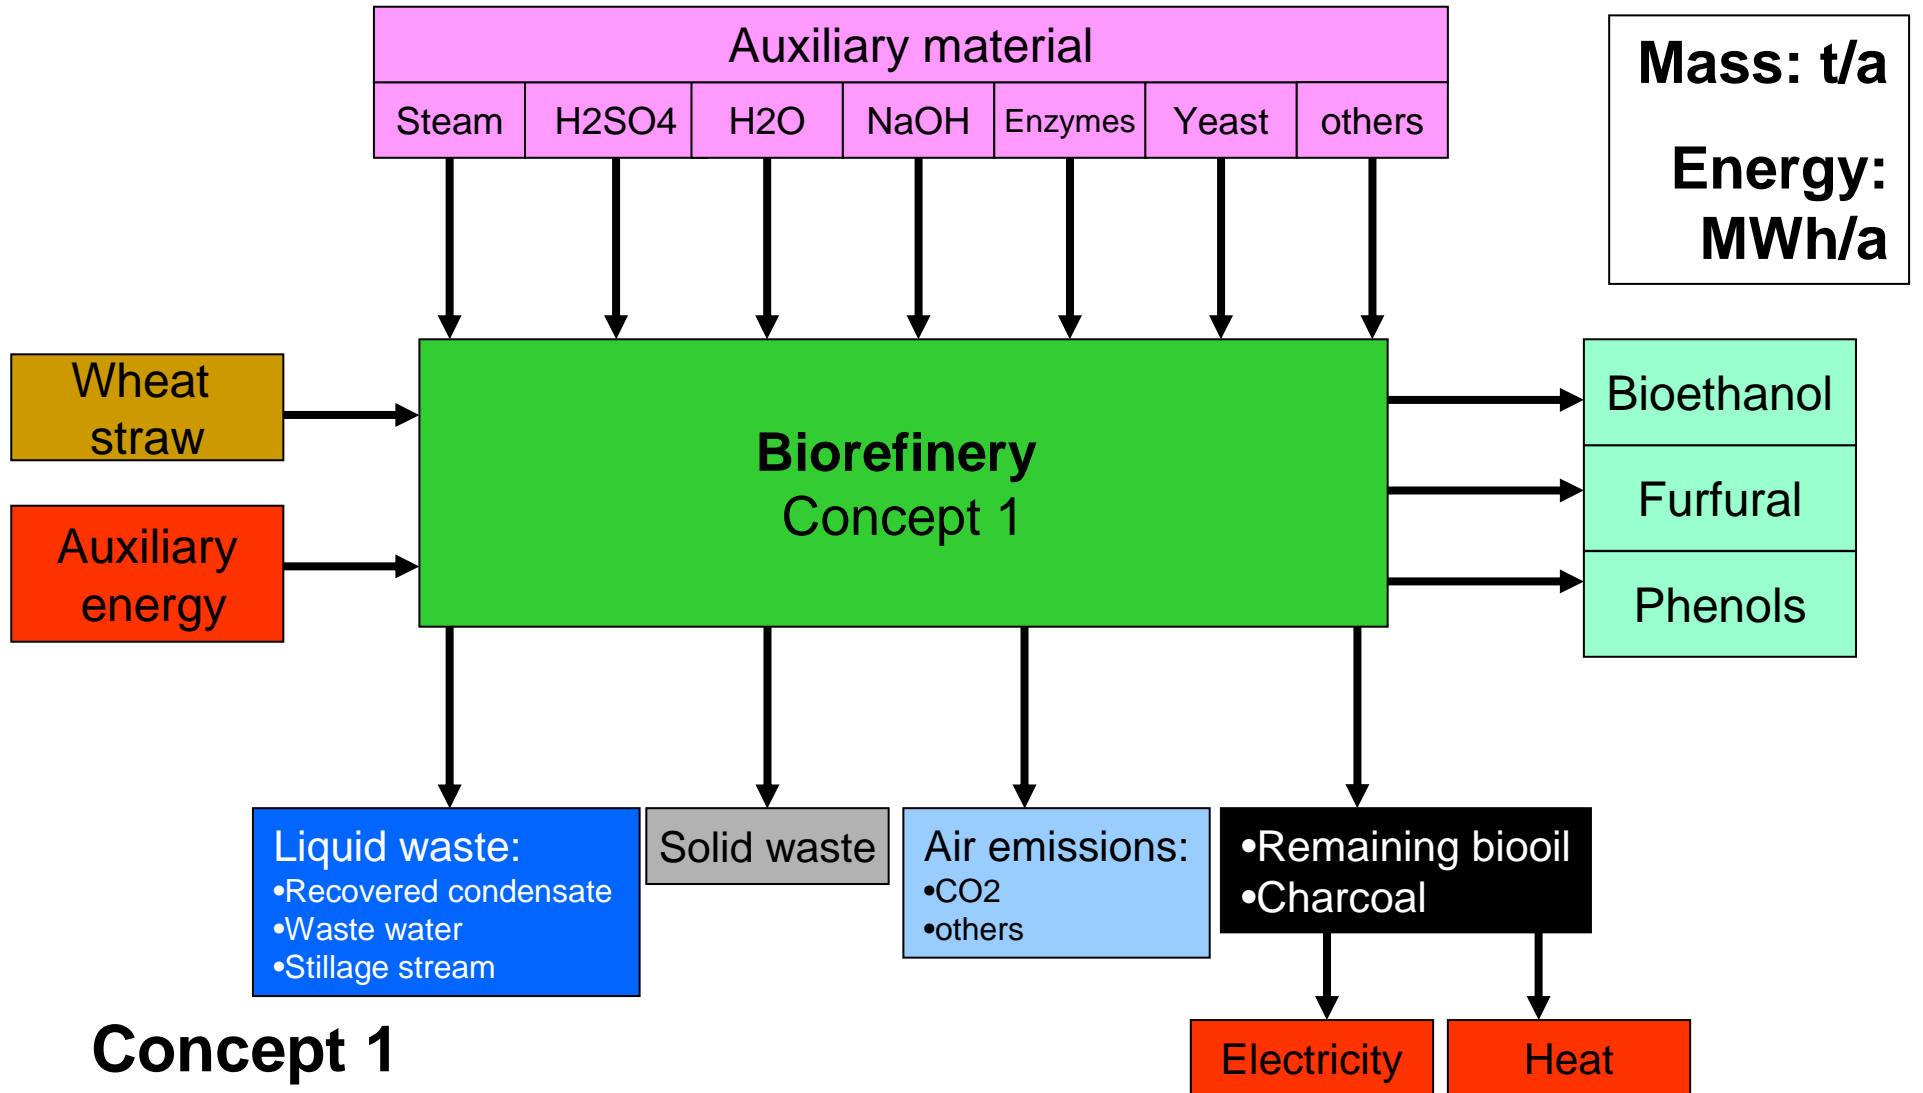 Auxiliary material
Steam
H2SO4
H2O
NaOH
Enzymes
Yeast
others
Mass: t/a
Energy:
MWh/a
Wheat
straw
Auxiliary
energy
Biorefinery
Concept 1
Bioethanol
Furfural
Phenols
Liquid waste:
•Recovered condensate
•Waste water
•Stillage stream
Solid waste
Air emissions:
•CO2
•others
•Remaining biooil
•Charcoal
Electricity
Heat
Concept 1